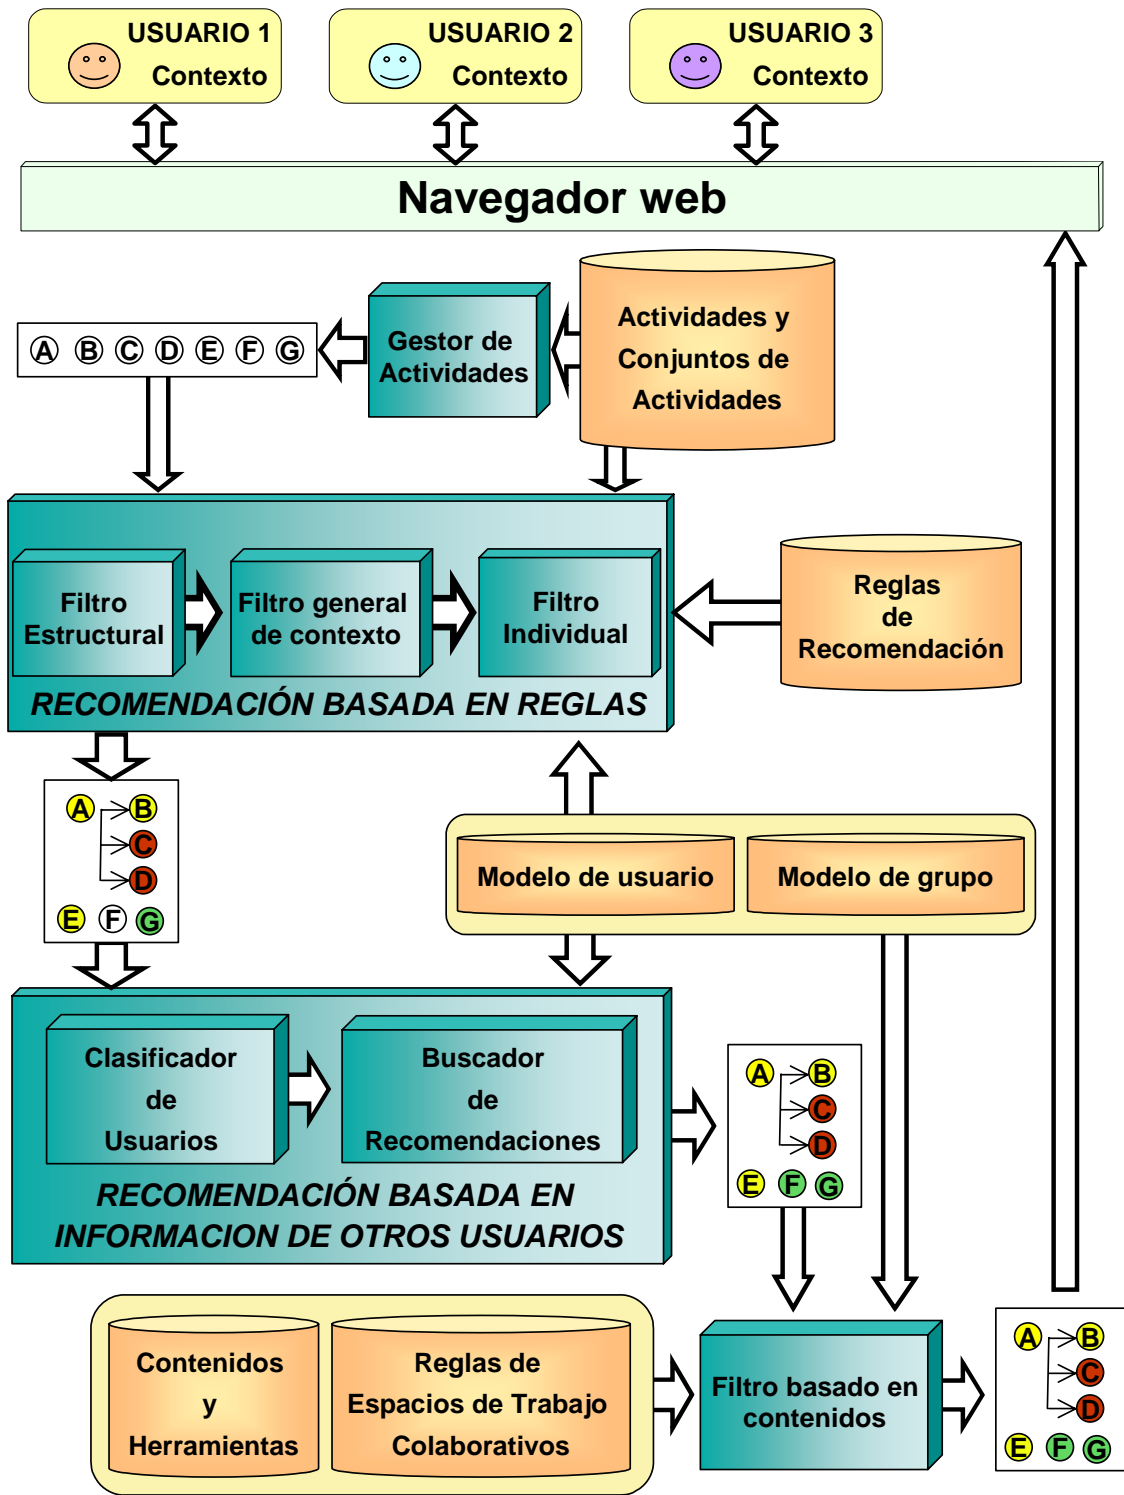 USUARIO 1
Contexto
USUARIO 2
Contexto
USUARIO 3
Contexto
Navegador web
A B C D E F G
Gestor de
Actividades
Actividades y
Conjuntos de
Actividades
Filtro
Estructural
Filtro general
de contexto
Filtro
Individual
RECOMENDACIÓN BASADA EN REGLAS
Reglas
de
Recomendación
A B
C
D
E F G
Modelo de usuario
Modelo de grupo
Clasificador
de
Usuarios
Buscador
de
Recomendaciones
RECOMENDACIÓN BASADA EN
INFORMACION DE OTROS USUARIOS
A B
C
D
E F G
Contenidos
y
Herramientas
Reglas de
Espacios de Trabajo
Colaborativos
Filtro basado en
contenidos
A B
C
D
E F G